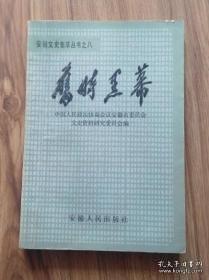 安徽文史集萃丛书之八
旧时黑幕
中国人民政治协商会议安徽省委员会
文史资料研究委员会编
安徽人民出版社